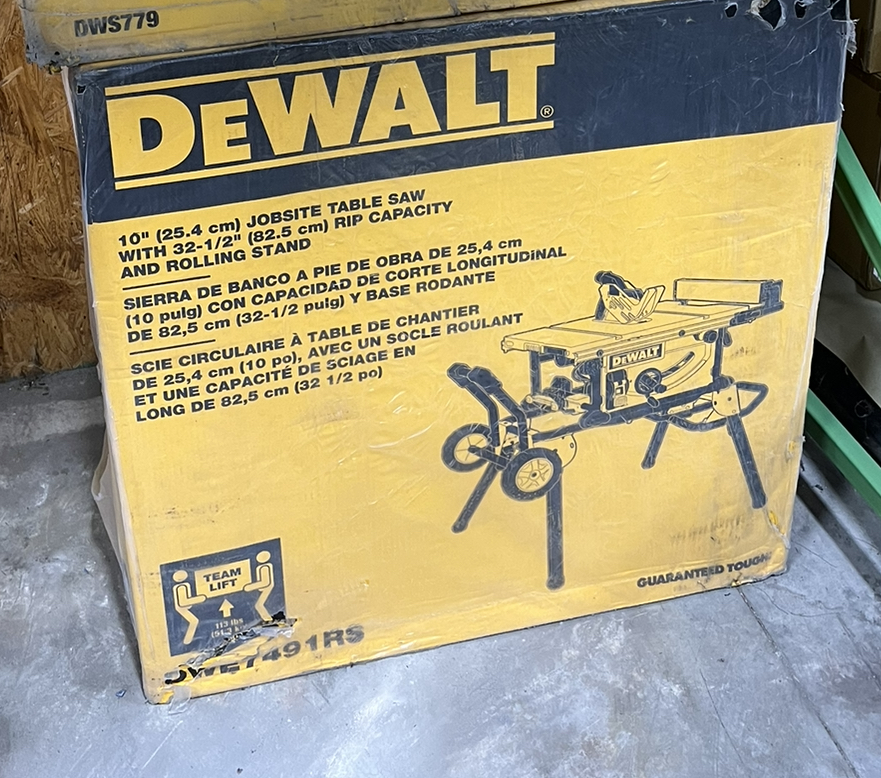 DWS779
DEWALT®
10" (25.4 cm) JOBSITE TABLE SAW
WITH 32-1/2" (82.5 cm) RIP CAPACITY
AND ROLLING STAND
SIERRA DE BANCO A PIE DE OBRA DE 25,4 cm
(10 pulg) CON CAPACIDAD DE CORTE LONGITUDINAL
DE 82,5 cm (32-1/2 pulg) Y BASE RODANTE
SCIE CIRCULAIRE À TABLE DE CHANTIER
DE 25,4 cm (10 po), AVEC UN SOCLE ROULANT
ET UNE CAPACITÉ DE SCIAGE EN
LONG DE 82,5 cm (32 1/2 po)
DEWALT
TEAM
LIFT
113 lbs
GUARANTEED TOUGH
DWE7491RS